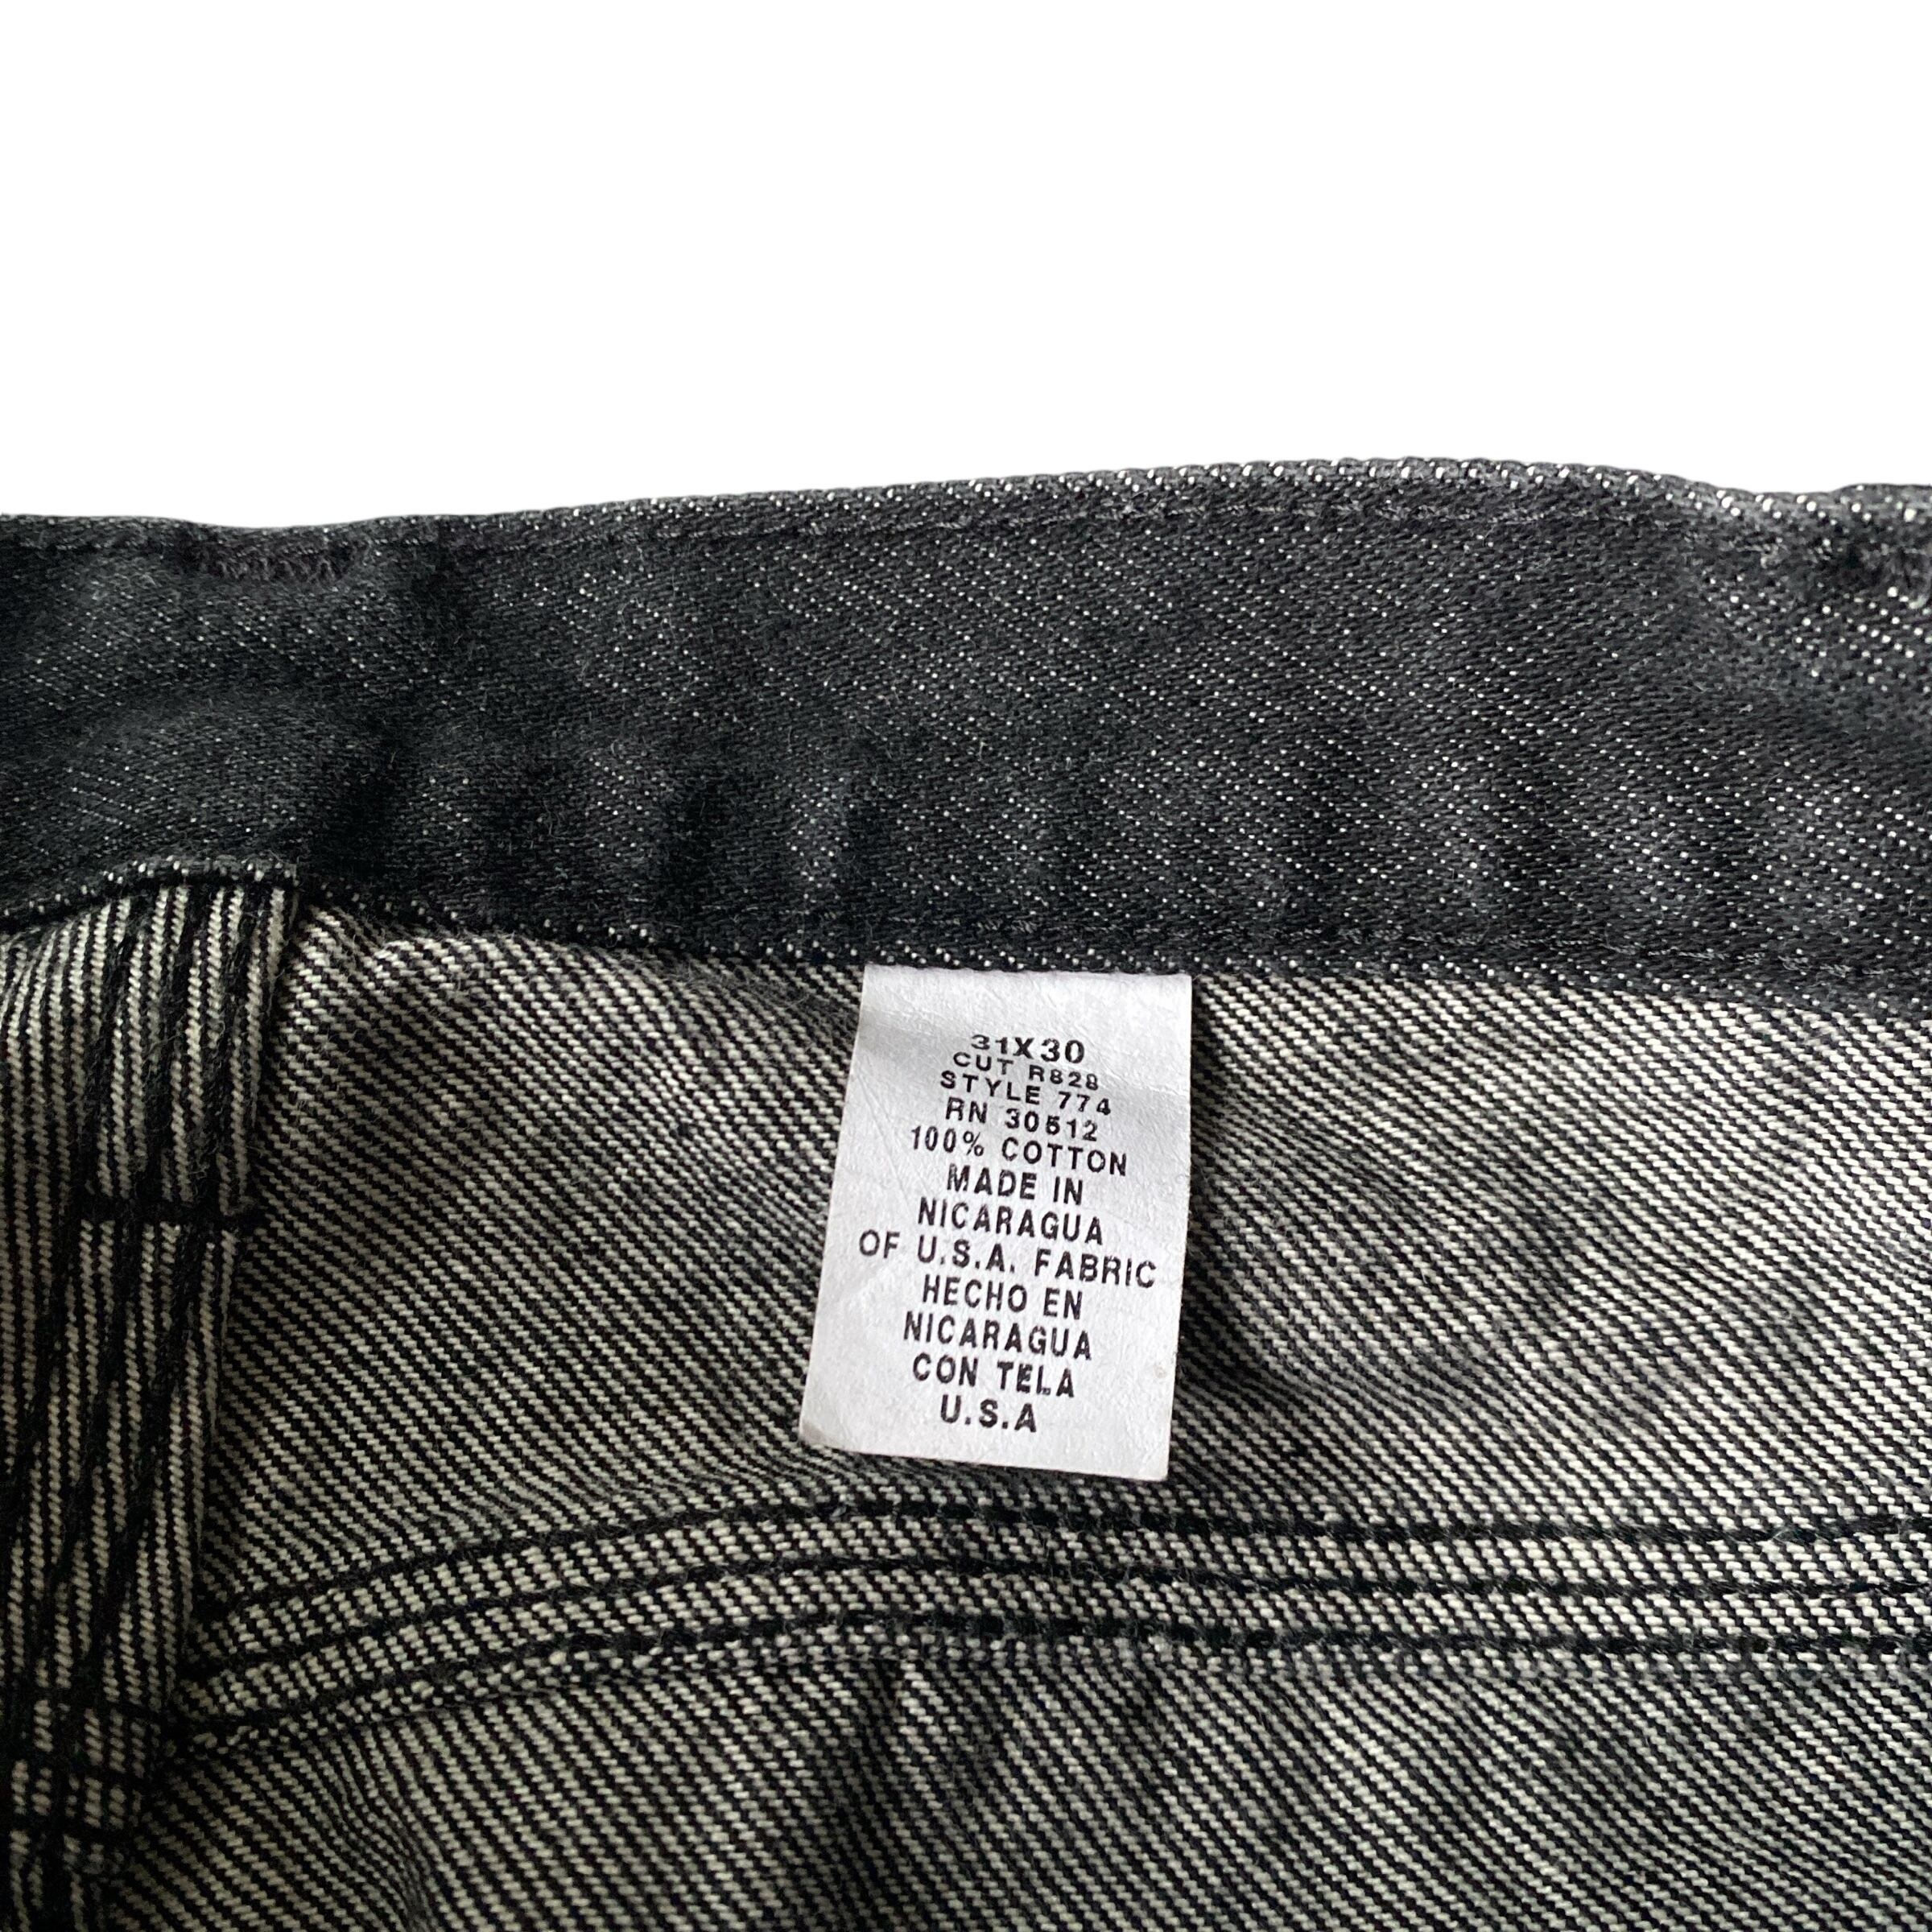 31X30
CUT R828
STYLE 774
RN 30512
100% COTTON
MADE IN
NICARAGUA
OF U.S.A. FABRIC
HECHO EN
NICARAGUA
CON TELA
U.S.A